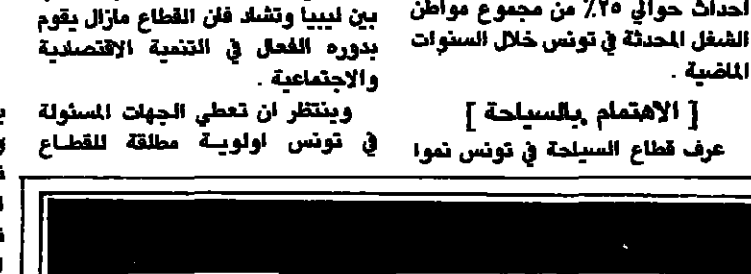 احداث حوالي ٢٥٪ من مجموع مواطن
الشغل المحدثة في تونس خلال السنوات
الماضية .
[ الاهتمام بالسياحة ]
عرف قطاع السياحة في تونس نموا
بين ليبيا وتشاد فان القطاع مازال يقوم
بدوره الفعال في التنمية الاقتصادية
والاجتماعية .
وينتظر ان تعطي الجهات المسئولة
في تونس اولوية مطلقة للقطاع